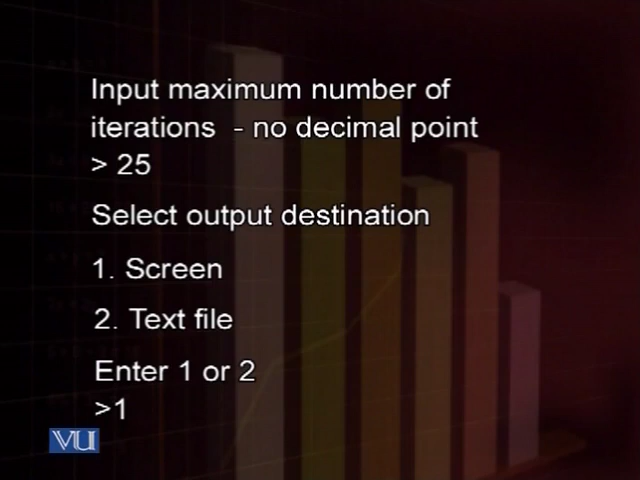 Input maximum number of
iterations  - no decimal point
> 25
Select output destination
1. Screen
2. Text file
Enter 1 or 2
>1
VU